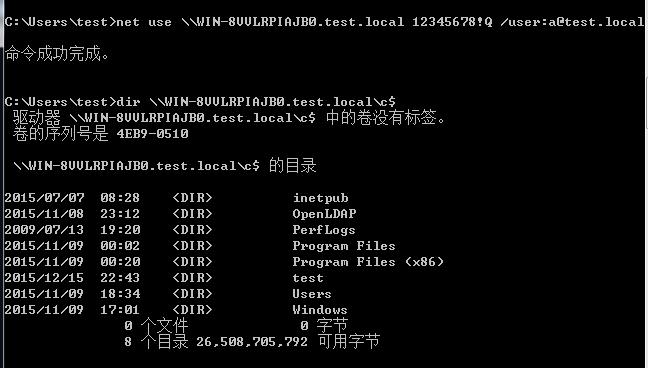 C:\Users\test>net use \\WIN-8VVLRPIAJB0.test.local 12345678!Q /user:a@test.local
命令成功完成。
C:\Users\test>dir \\WIN-8VVLRPIAJB0.test.local\c$
驱动器 \\WIN-8VVLRPIAJB0.test.local\c$ 中的卷没有标签。
卷的序列号是 4EB9-0510
\\WIN-8VVLRPIAJB0.test.local\c$ 的目录
2015/07/07  08:28    <DIR>          inetpub
2015/11/08  23:12    <DIR>          OpenLDAP
2009/07/13  19:20    <DIR>          PerfLogs
2015/11/09  00:02    <DIR>          Program Files
2015/11/09  00:20    <DIR>          Program Files (x86)
2015/12/15  22:43    <DIR>          test
2015/11/09  18:34    <DIR>          Users
2015/11/09  17:01    <DIR>          Windows
0 个文件              0 字节
8 个目录 26,508,705,792 可用字节